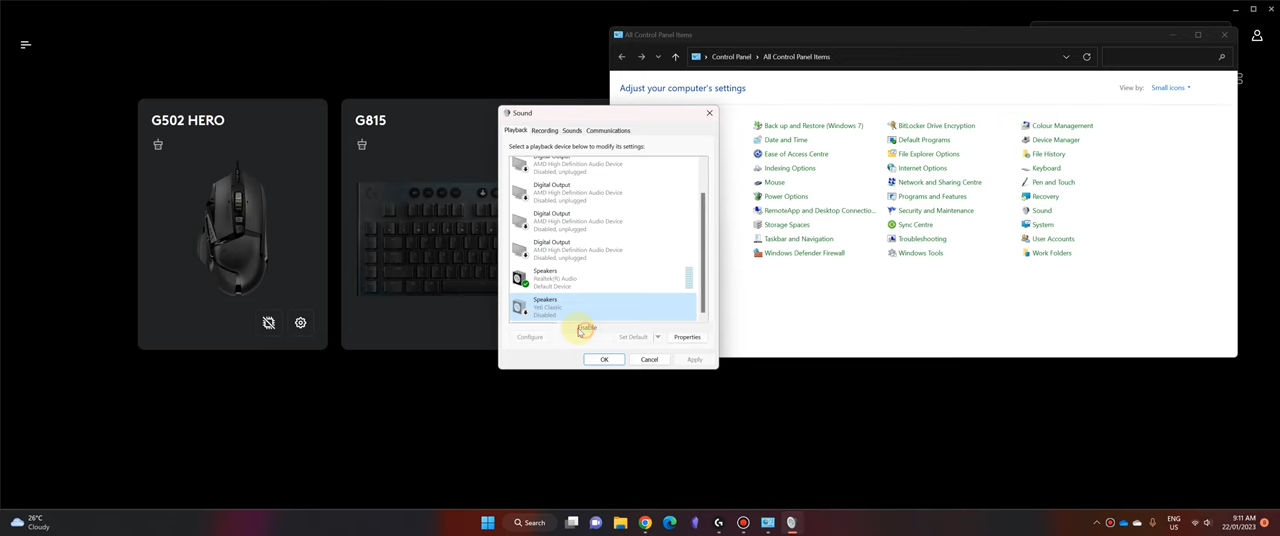 G502 HERO
G815
All Control Panel Items
Control Panel > All Control Panel Items
Adjust your computer's settings
View by: Small icons
Back up and Restore (Windows 7)
BitLocker Drive Encryption
Colour Management
Date and Time
Default Programs
Device Manager
Ease of Access Centre
File Explorer Options
File History
Indexing Options
Internet Options
Keyboard
Mouse
Network and Sharing Centre
Pen and Touch
Power Options
Programs and Features
Recovery
RemoteApp and Desktop Connectio...
Security and Maintenance
Sound
Storage Spaces
Sync Centre
System
Taskbar and Navigation
Troubleshooting
User Accounts
Windows Defender Firewall
Windows Tools
Work Folders
Sound
Playback Recording Sounds Communications
Select a playback device below to modify its settings:
Digital Output
AMD High Definition Audio Device
Disabled, unplugged
Digital Output
AMD High Definition Audio Device
Disabled, unplugged
Digital Output
AMD High Definition Audio Device
Disabled, unplugged
Digital Output
AMD High Definition Audio Device
Disabled, unplugged
Speakers
Realtek(R) Audio
Default Device
Speakers
Yeti Classic
Disabled
Enable
Configure Set Default Properties
OK Cancel Apply
26°C
Cloudy
Search
ENG
US
9:11 AM
22/01/2023